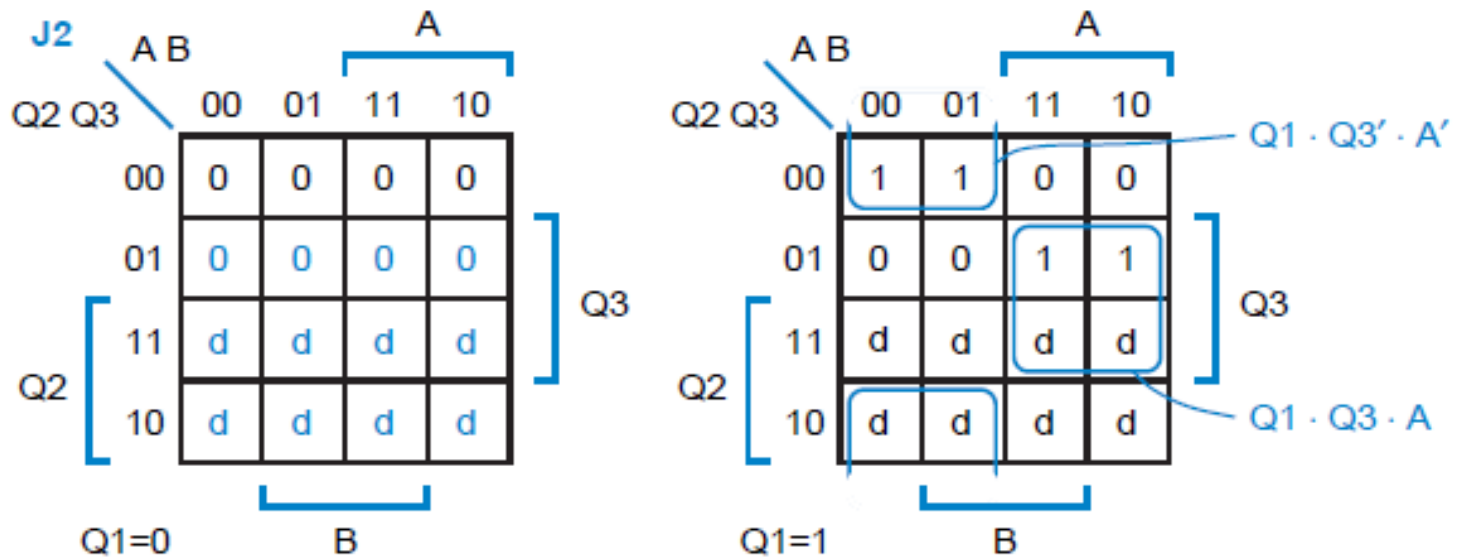 J2
A B
A
Q2 Q3
00 01 11 10
00 0 0 0 0
01 0 0 0 0
11 d d d d
10 d d d d
Q3
Q2
Q1=0
B
A B
A
Q2 Q3
00 01 11 10
00 1 1 0 0
01 0 0 1 1
11 d d d d
10 d d d d
Q1 · Q3′ · A′
Q3
Q2
Q1 · Q3 · A
Q1=1
B